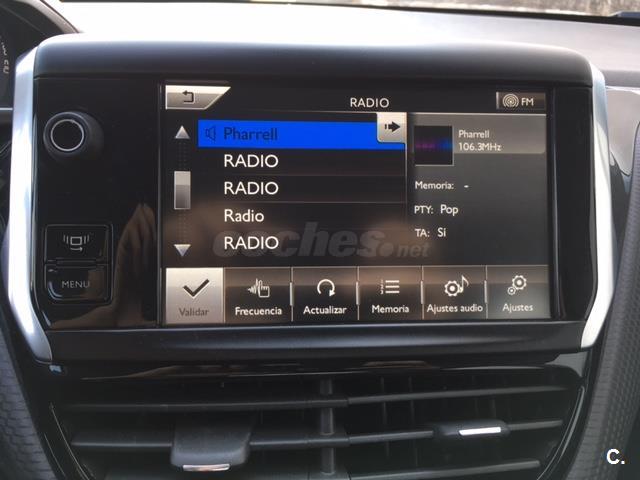 RADIO
FM
Pharrell
RADIO
RADIO
Radio
RADIO
Pharrell
106.3MHz
Memoria: -
PTY: Pop
TA: Si
coches.net
Validar
Frecuencia
Actualizar
Memoria
Ajustes audio
Ajustes
MENU
C.